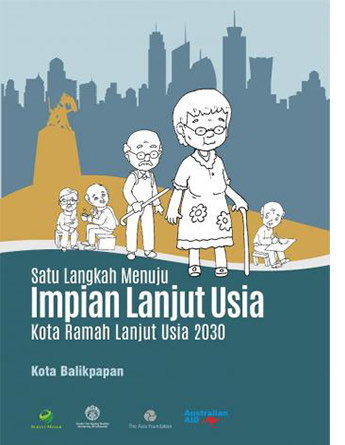 Satu Langkah Menuju
Impian Lanjut Usia
Kota Ramah Lanjut Usia 2030
Kota Balikpapan
The Asia Foundation
Australian
AID